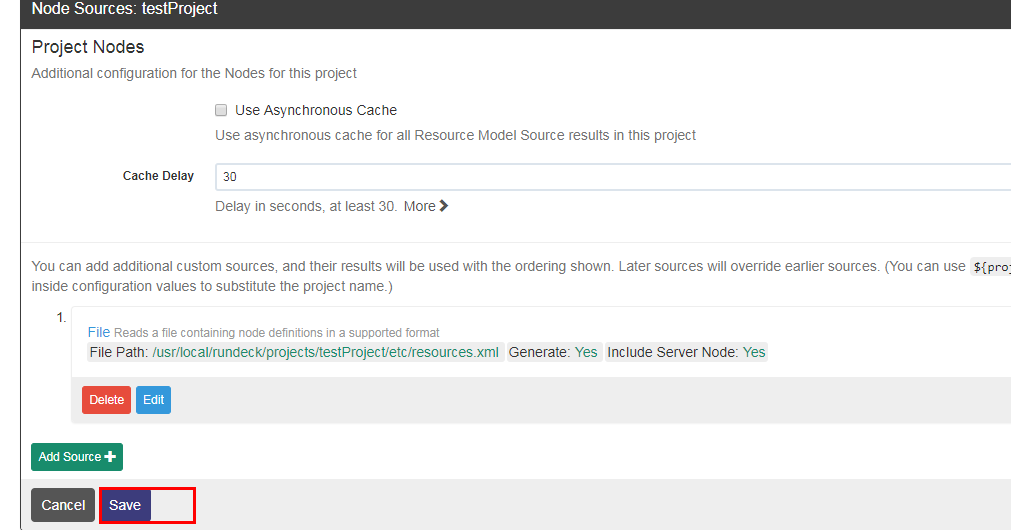 Node Sources: testProject
Project Nodes
Additional configuration for the Nodes for this project
Use Asynchronous Cache
Use asynchronous cache for all Resource Model Source results in this project
Cache Delay
30
Delay in seconds, at least 30. More
You can add additional custom sources, and their results will be used with the ordering shown. Later sources will override earlier sources. (You can use ${proj
inside configuration values to substitute the project name.)
1.
File Reads a file containing node definitions in a supported format
File Path: /usr/local/rundeck/projects/testProject/etc/resources.xml Generate: Yes Include Server Node: Yes
Delete Edit
Add Source
Cancel Save